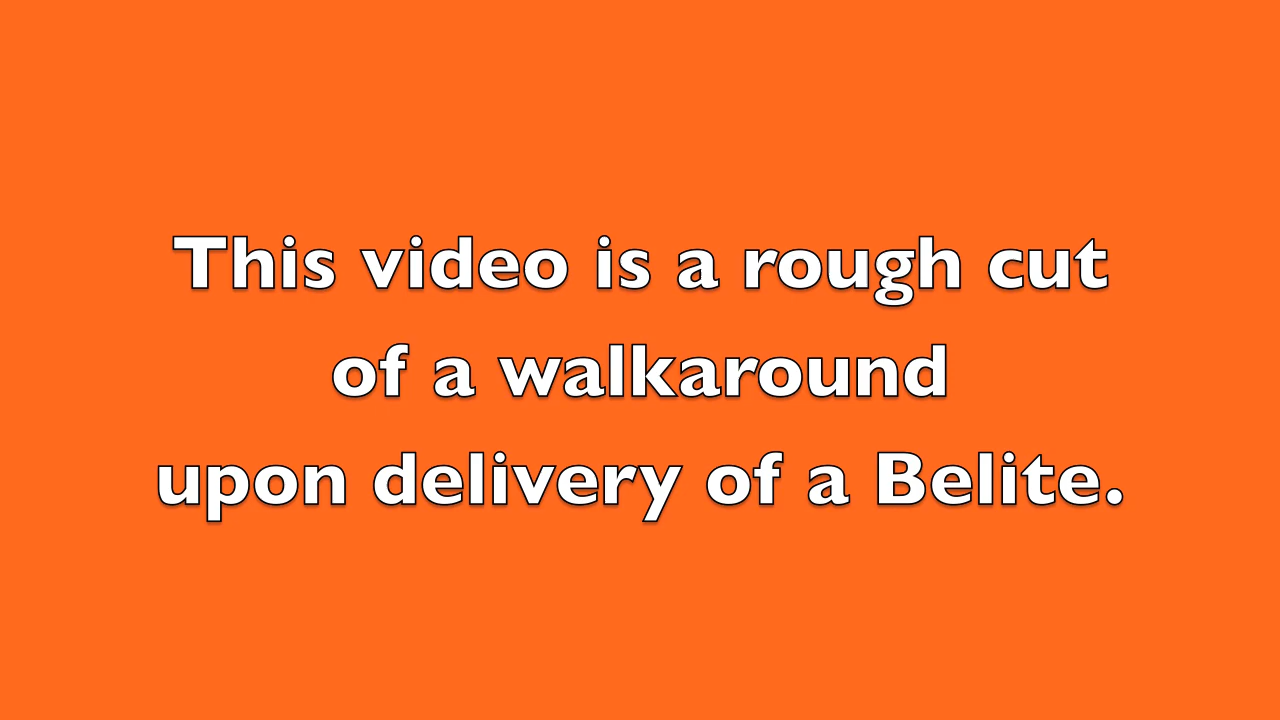 This video is a rough cut
of a walkaround
upon delivery of a Belite.